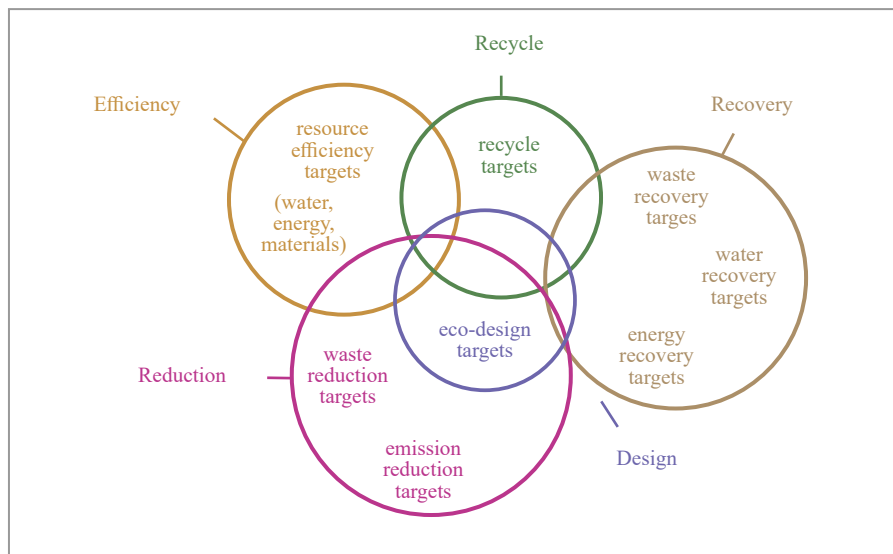 Recycle
Efficiency
Recovery
resource
efficiency
targets
(water,
energy,
materials)
recycle
targets
waste
recovery
targes
water
recovery
targets
energy
recovery
targets
eco-design
targets
Reduction
waste
reduction
targets
Design
emission
reduction
targets